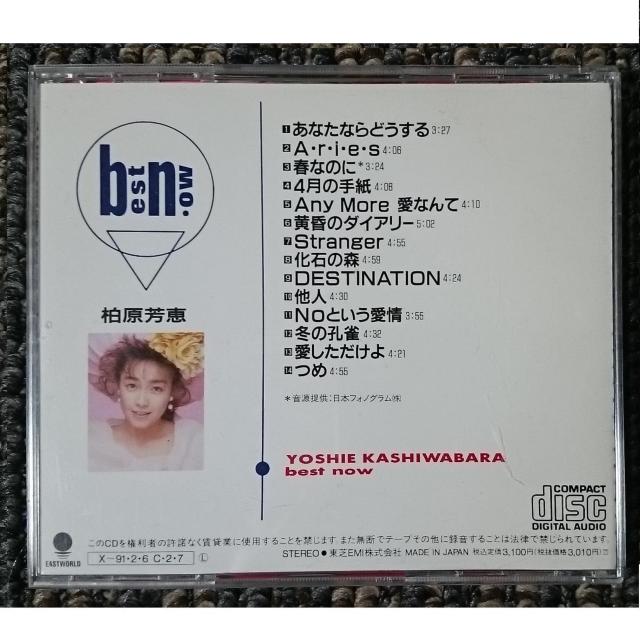 best now.
柏原芳恵
1 あなたならどうする 3:27
2 A・r・i・e・s 4:06
3 春なのに* 3:24
4 4月の手紙 4:08
5 Any More 愛なんて 4:10
6 黄昏のダイアリー 5:02
7 Stranger 4:55
8 化石の森 4:59
9 DESTINATION 4:24
10 他人 4:30
11 Noという愛情 3:55
12 冬の孔雀 4:32
13 愛しただけよ 4:21
14 つめ 4:55
*音源提供:日本フォノグラム㈱
YOSHIE KASHIWABARA
best now
COMPACT
disc
DIGITAL AUDIO
EASTWORLD
このCDを権利者の許諾なく賃貸業に使用することを禁じます。また無断でテープその他に録音することは法律で禁じられています。
X-91・2・6 C・2・7 Ⓛ
STEREO ● 東芝EMI株式会社 MADE IN JAPAN 税込定価3,100円(税抜価格3,010円)